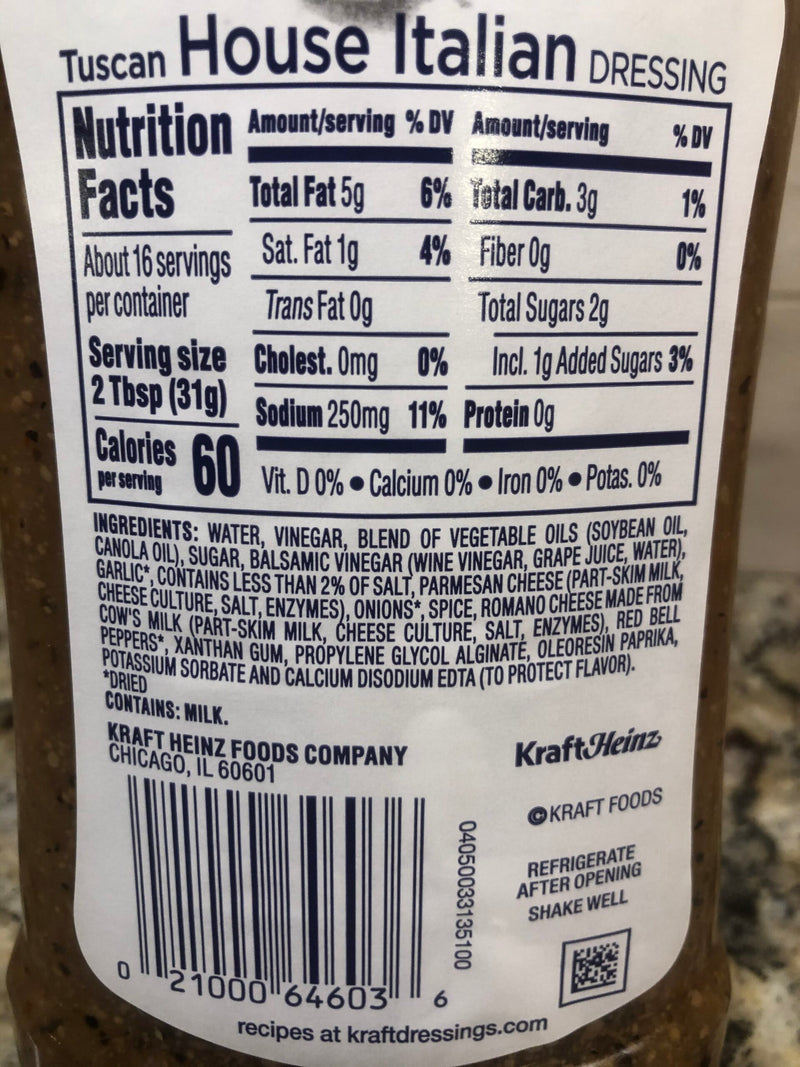 Tuscan House Italian DRESSING
Nutrition Facts
About 16 servings per container
Serving size 2 Tbsp (31g)
Calories per serving 60
Amount/serving % DV
Total Fat 5g 6%
Sat. Fat 1g 4%
Trans Fat 0g
Cholest. 0mg 0%
Sodium 250mg 11%
Amount/serving % DV
Total Carb. 3g 1%
Fiber 0g 0%
Total Sugars 2g
Incl. 1g Added Sugars 3%
Protein 0g
Vit. D 0% ● Calcium 0% ● Iron 0% ● Potas. 0%
INGREDIENTS: WATER, VINEGAR, BLEND OF VEGETABLE OILS (SOYBEAN OIL,
CANOLA OIL), SUGAR, BALSAMIC VINEGAR (WINE VINEGAR, GRAPE JUICE, WATER),
GARLIC*, CONTAINS LESS THAN 2% OF SALT, PARMESAN CHEESE (PART-SKIM MILK,
CHEESE CULTURE, SALT, ENZYMES), ONIONS*, SPICE, ROMANO CHEESE MADE FROM
COW'S MILK (PART-SKIM MILK, CHEESE CULTURE, SALT, ENZYMES), RED BELL
PEPPERS*, XANTHAN GUM, PROPYLENE GLYCOL ALGINATE, OLEORESIN PAPRIKA,
POTASSIUM SORBATE AND CALCIUM DISODIUM EDTA (TO PROTECT FLAVOR).
*DRIED
CONTAINS: MILK.
KRAFT HEINZ FOODS COMPANY
CHICAGO, IL 60601
KraftHeinz
©KRAFT FOODS
REFRIGERATE
AFTER OPENING
SHAKE WELL
04050033135100
0 21000 64603 6
recipes at kraftdressings.com